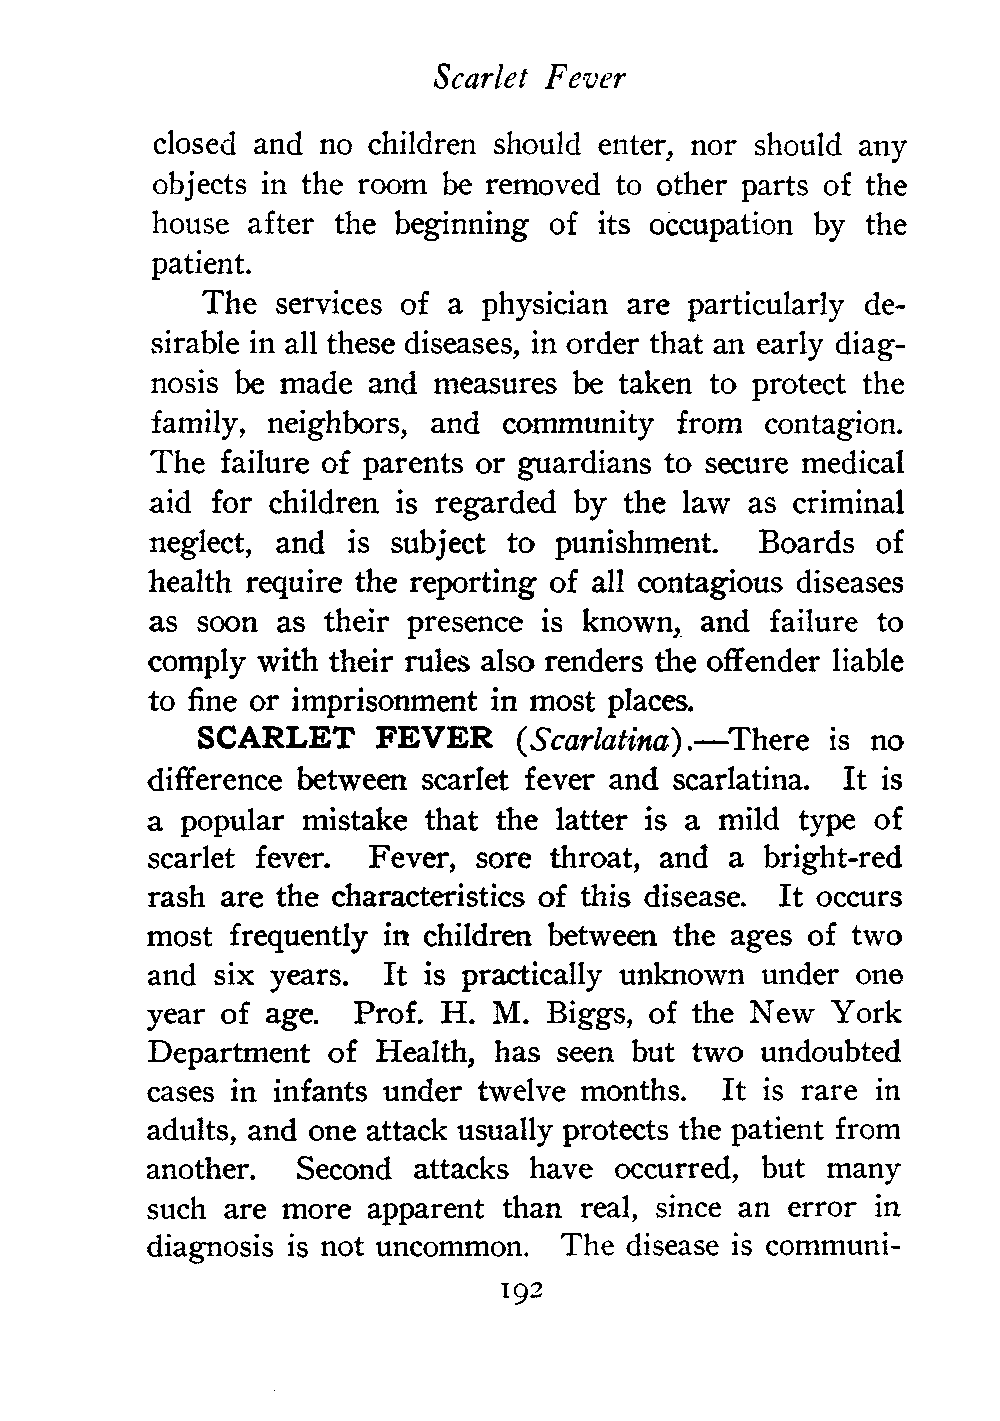 Scarlet Fever
closed and no children should enter, nor should any
objects in the room be removed to other parts of the
house after the beginning of its occupation by the
patient.
The services of a physician are particularly de-
sirable in all these diseases, in order that an early diag-
nosis be made and measures be taken to protect the
family, neighbors, and community from contagion.
The failure of parents or guardians to secure medical
aid for children is regarded by the law as criminal
neglect, and is subject to punishment. Boards of
health require the reporting of all contagious diseases
as soon as their presence is known, and failure to
comply with their rules also renders the offender liable
to fine or imprisonment in most places.
SCARLET FEVER (Scarlatina).—There is no
difference between scarlet fever and scarlatina. It is
a popular mistake that the latter is a mild type of
scarlet fever. Fever, sore throat, and a bright-red
rash are the characteristics of this disease. It occurs
most frequently in children between the ages of two
and six years. It is practically unknown under one
year of age. Prof. H. M. Biggs, of the New York
Department of Health, has seen but two undoubted
cases in infants under twelve months. It is rare in
adults, and one attack usually protects the patient from
another. Second attacks have occurred, but many
such are more apparent than real, since an error in
diagnosis is not uncommon. The disease is communi-
192